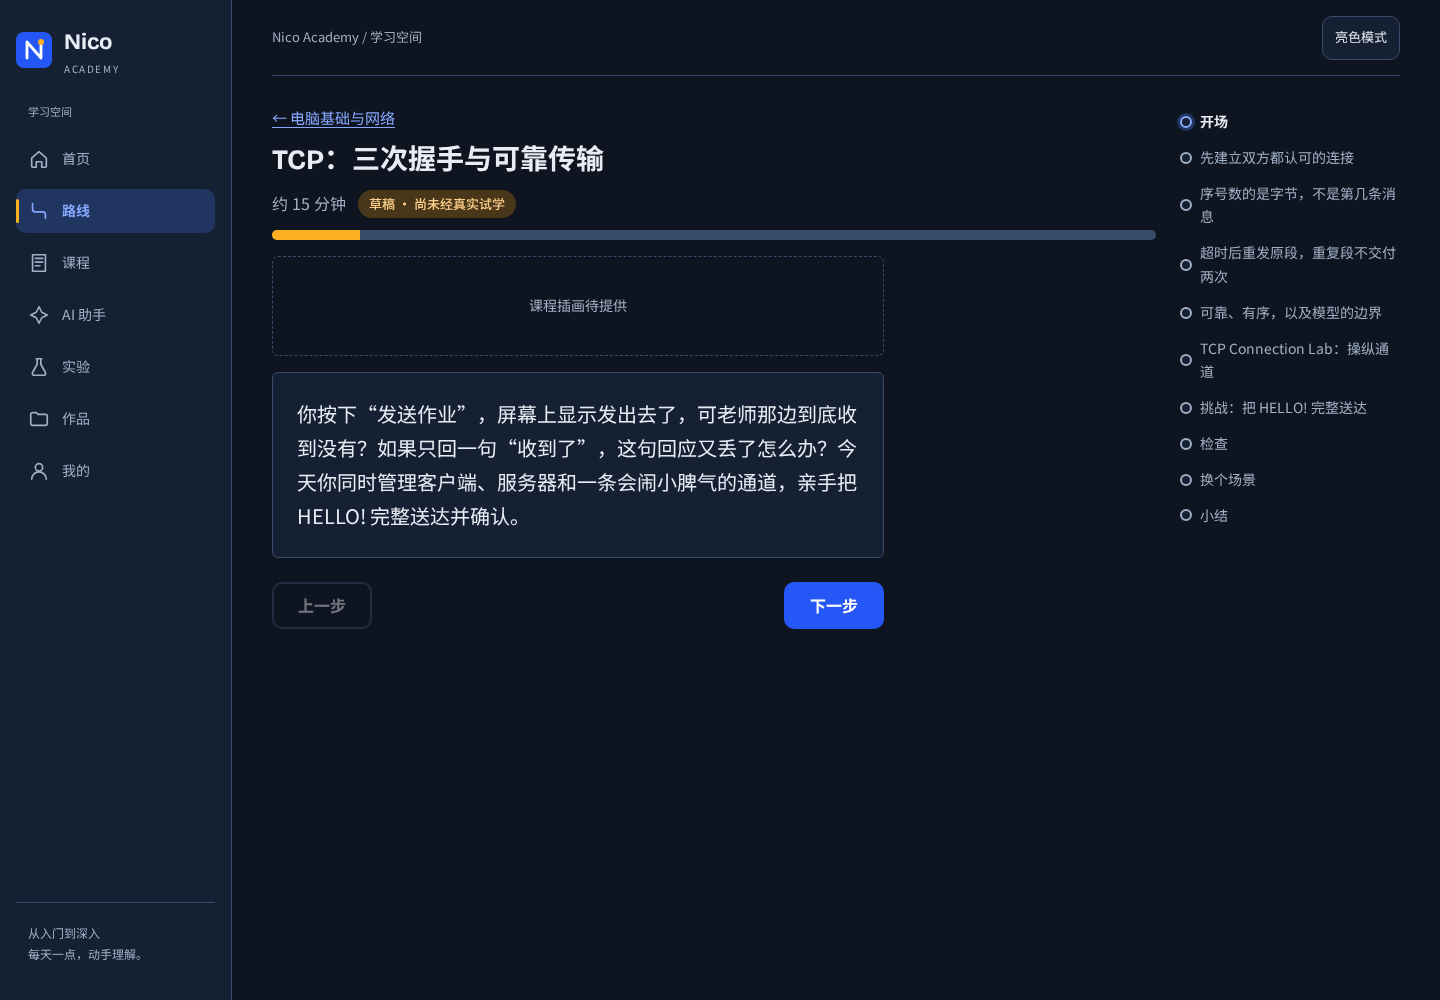 Nico
ACADEMY
学习空间
首页
路线
课程
AI 助手
实验
作品
我的
从入门到深入
每天一点，动手理解。
Nico Academy / 学习空间
亮色模式
← 电脑基础与网络
TCP：三次握手与可靠传输
约 15 分钟
草稿 · 尚未经真实试学
课程插画待提供
你按下“发送作业”，屏幕上显示发出去了，可老师那边到底收
到没有？如果只回一句“收到了”，这句回应又丢了怎么办？今
天你同时管理客户端、服务器和一条会闹小脾气的通道，亲手把
HELLO! 完整送达并确认。
上一步
下一步
开场
先建立双方都认可的连接
序号数的是字节，不是第几条消
息
超时后重发原段，重复段不交付
两次
可靠、有序，以及模型的边界
TCP Connection Lab：操纵通
道
挑战：把 HELLO! 完整送达
检查
换个场景
小结